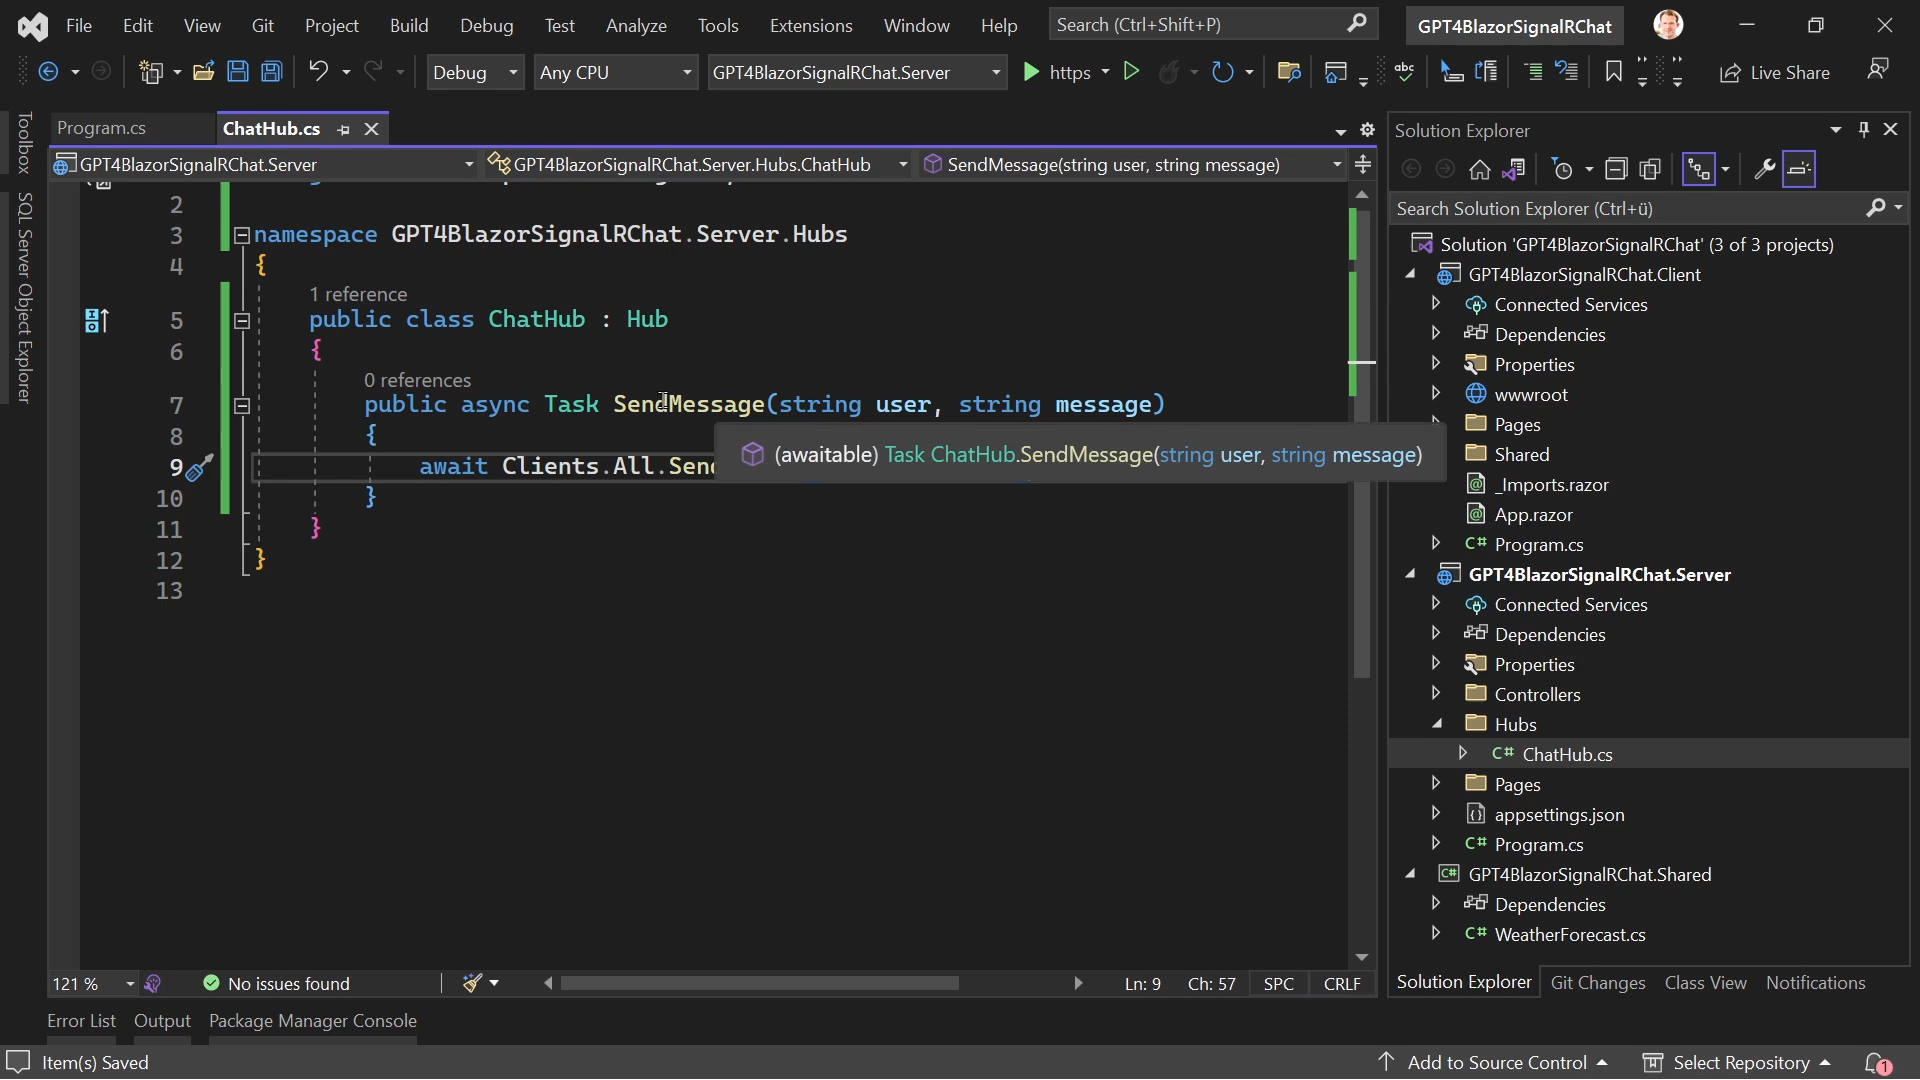 File Edit View Git Project Build Debug Test Analyze Tools Extensions Window Help Search (Ctrl+Shift+P) GPT4BlazorSignalRChat
Debug Any CPU GPT4BlazorSignalRChat.Server https abc Live Share
Toolbox
SQL Server Object Explorer
Program.cs ChatHub.cs
GPT4BlazorSignalRChat.Server GPT4BlazorSignalRChat.Server.Hubs.ChatHub SendMessage(string user, string message)
2
3 namespace GPT4BlazorSignalRChat.Server.Hubs
4 {
1 reference
5 public class ChatHub : Hub
6 {
0 references
7 public async Task SendMessage(string user, string message)
8 {
(awaitable) Task ChatHub.SendMessage(string user, string message)
9 await Clients.All.Send
10 }
11 }
12 }
13
121 % No issues found Ln: 9 Ch: 57 SPC CRLF
Error List Output Package Manager Console
Solution Explorer
Search Solution Explorer (Ctrl+ü)
Solution 'GPT4BlazorSignalRChat' (3 of 3 projects)
GPT4BlazorSignalRChat.Client
Connected Services
Dependencies
Properties
wwwroot
Pages
Shared
_Imports.razor
App.razor
C# Program.cs
GPT4BlazorSignalRChat.Server
Connected Services
Dependencies
Properties
Controllers
Hubs
C# ChatHub.cs
Pages
appsettings.json
C# Program.cs
C# GPT4BlazorSignalRChat.Shared
Dependencies
C# WeatherForecast.cs
Solution Explorer Git Changes Class View Notifications
Item(s) Saved Add to Source Control Select Repository 1